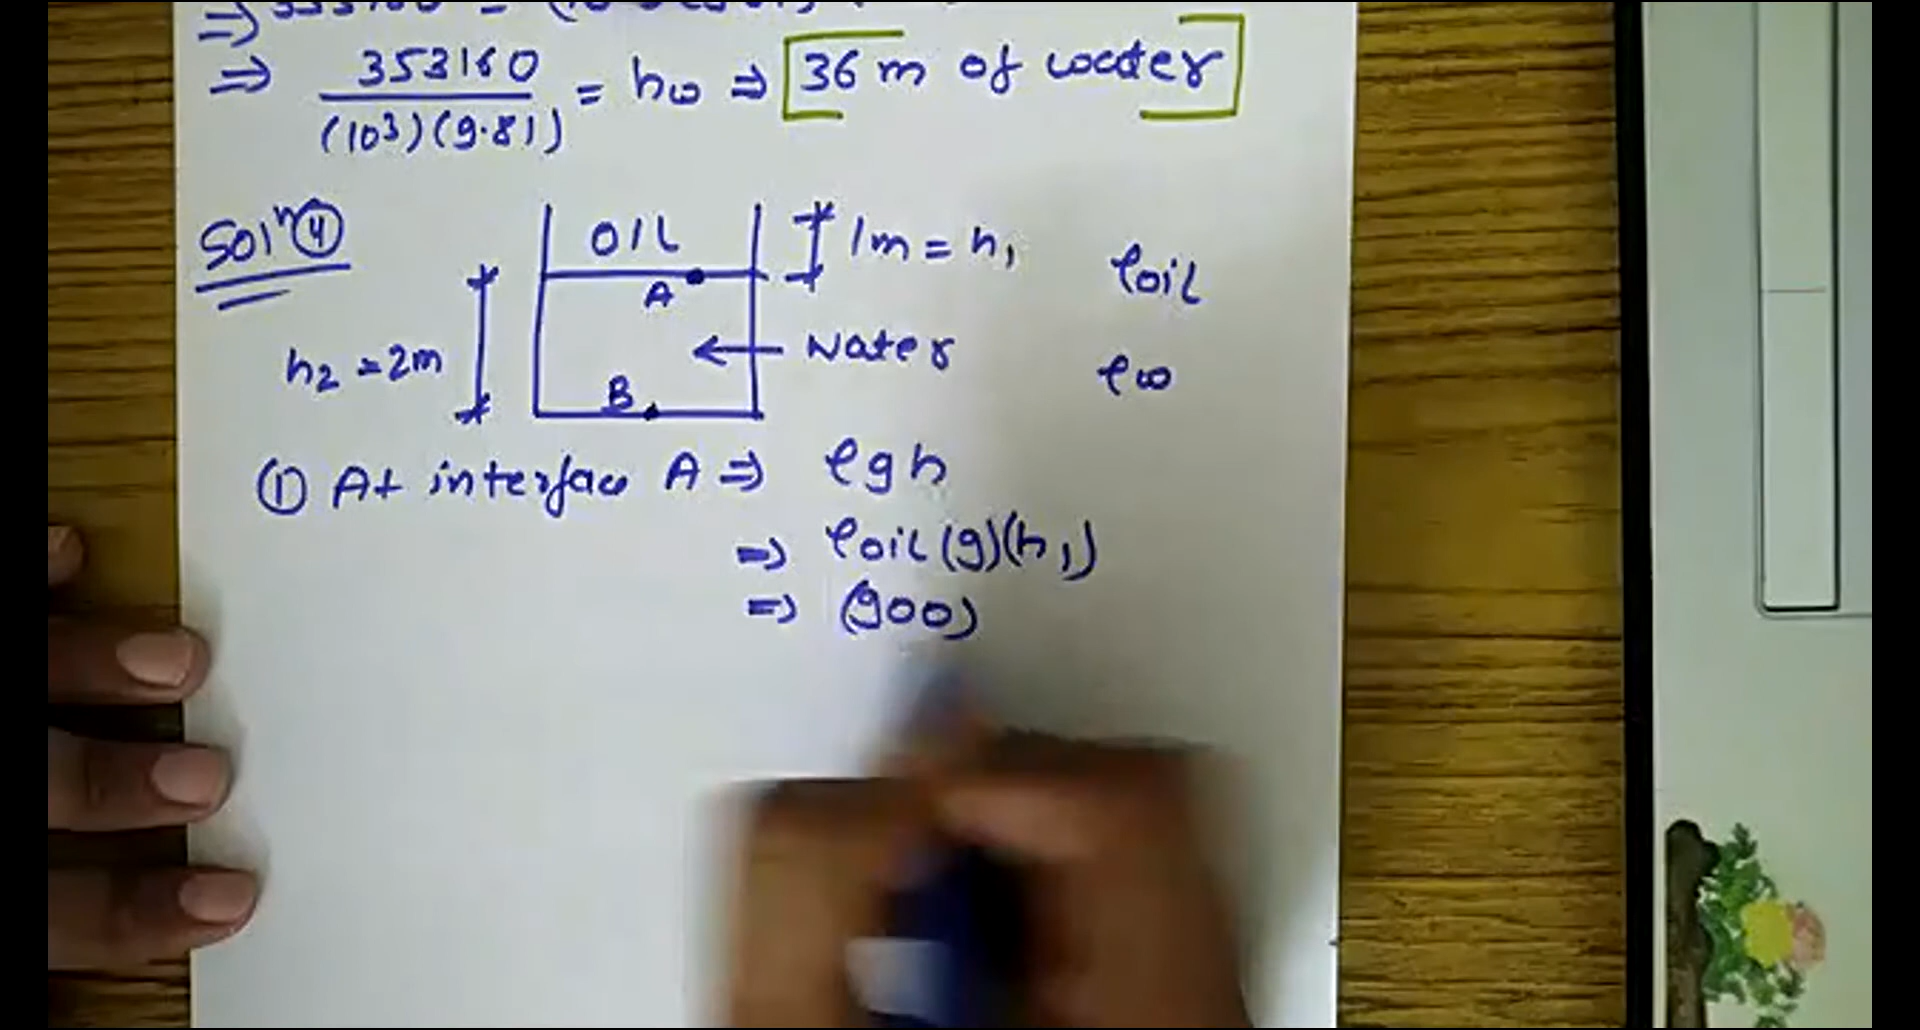 ⇒ 353160 / (10³)(9.81) = hω ⇒ 36 m of water
Solⁿ ④
OIL
1m = h₁
ρoil
A
h₂ = 2m
Water
ρω
B
① At interface A ⇒ ρgh
⇒ ρoil(g)(h₁)
⇒ (900)